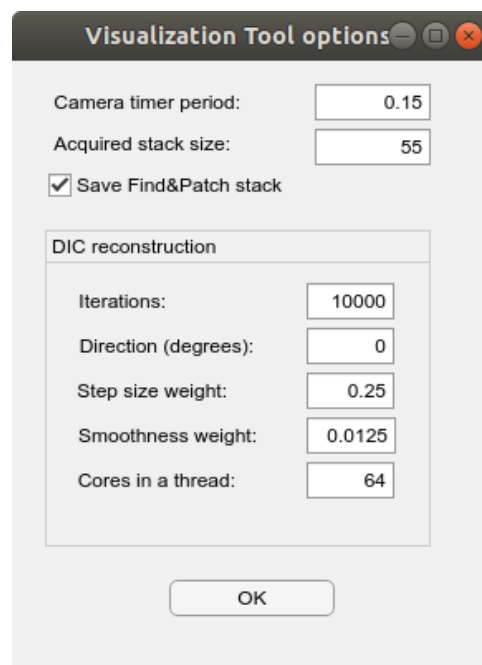 Visualization Tool options
Camera timer period: 0.15
Acquired stack size: 55
Save Find&Patch stack
DIC reconstruction
Iterations: 10000
Direction (degrees): 0
Step size weight: 0.25
Smoothness weight: 0.0125
Cores in a thread: 64
OK